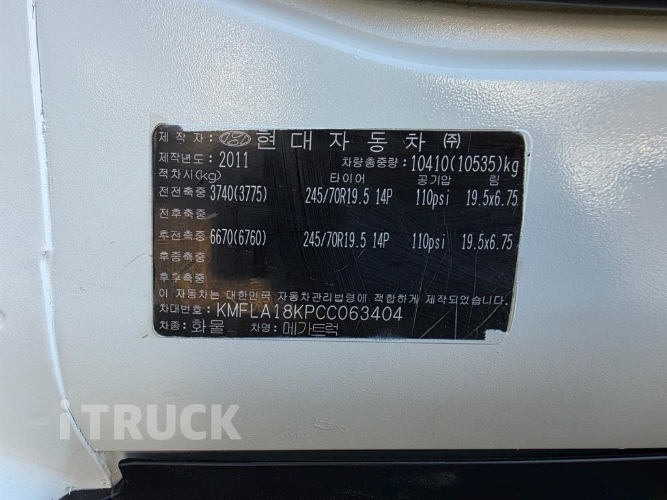 제 작 자 : 현대자동차 ㈜
제작년도: 2011 차량총중량: 10410(10535)kg
적차시(kg) 타이어 공기압 림
전전축중 3740(3775) 245/70R19.5 14P 110psi 19.5x6.75
전후축중
후전축중 6670(6760) 245/70R19.5 14P 110psi 19.5x6.75
후중축중
후후축중
이 자동차는 대한민국 자동차관리법령에 적합하게 제작되었습니다.
차대번호: KMFLA18KPCC063404
차종: 화물 차명: 메가트럭
iTRUCK